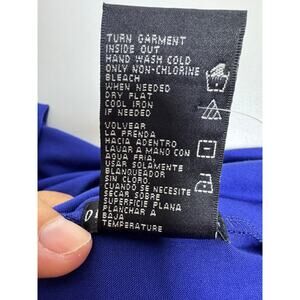 TURN GARMENT
INSIDE OUT
HAND WASH COLD
ONLY NON-CHLORINE
BLEACH
WHEN NEEDED
DRY FLAT
COOL IRON
IF NEEDED
VOLVEAR
LA PRENDA
HACIA ADENTRO
LAUAR A MANO CON
AGUA FRIA,
USAR SOLAMENTE
BLANQUEADOR
SIN CLORO
CUANDO SE NECESITE
SECAR SOBRE
SUPERFICIE PLANA
PLANCHAR A
BAJA
TEMPERATURE